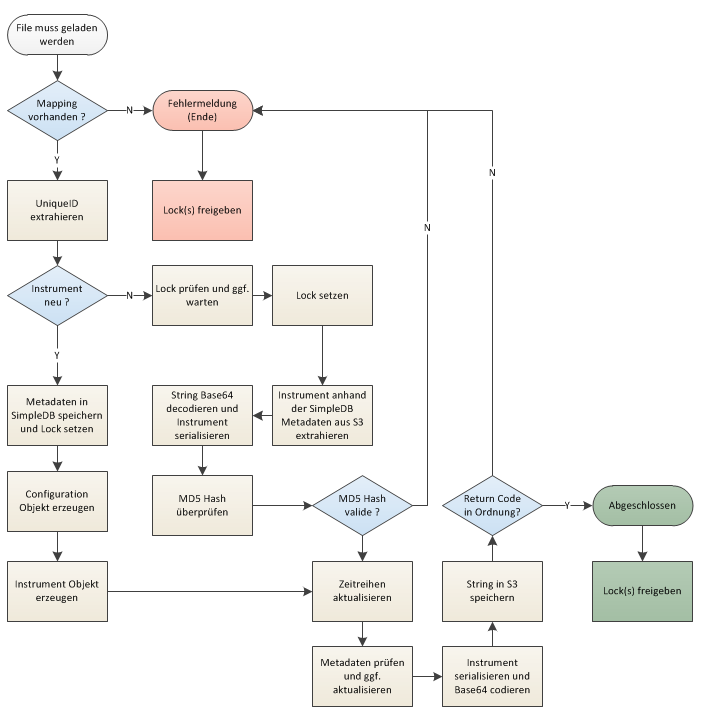 File muss geladen
werden
Mapping
vorhanden ?
N
Fehlermeldung
(Ende)
Y
N
UniqueID
extrahieren
Lock(s) freigeben
N
Instrument
neu ?
N
Lock prüfen und ggf.
warten
Lock setzen
Y
Metadaten in
SimpleDB speichern
und Lock setzen
String Base64
decodieren und
Instrument
serialisieren
Instrument anhand
der SimpleDB
Metadaten aus S3
extrahieren
Configuration
Objekt erzeugen
MD5 Hash
überprüfen
MD5 Hash
valide ?
Return Code
in Ordnung?
Y
Abgeschlossen
Instrument Objekt
erzeugen
Zeitreihen
aktualisieren
String in S3
speichern
Lock(s) freigeben
Metadaten prüfen
und ggf.
aktualisieren
Instrument
serialisieren und
Base64 codieren